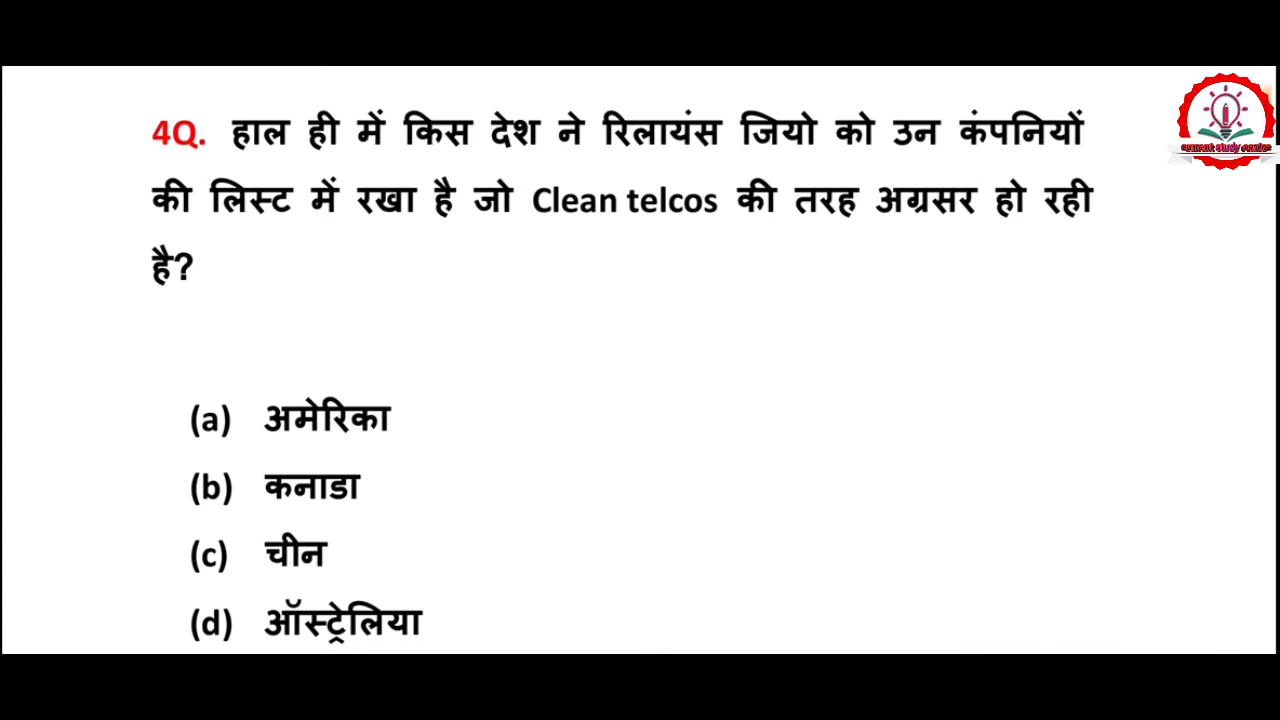 4Q. हाल ही में किस देश ने रिलायंस जियो को उन कंपनियों
की लिस्ट में रखा है जो Clean telcos की तरह अग्रसर हो रही
है?
(a) अमेरिका
(b) कनाडा
(c) चीन
(d) ऑस्ट्रेलिया